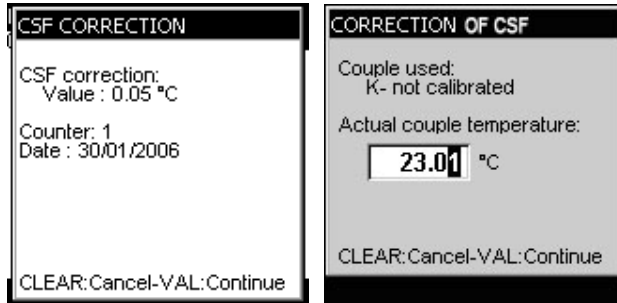 CSF CORRECTION
CSF correction:
Value : 0.05 °C
Counter: 1
Date : 30/01/2006
CLEAR:Cancel-VAL:Continue
CORRECTION OF CSF
Couple used:
K- not calibrated
Actual couple temperature:
23.01 °C
CLEAR:Cancel-VAL:Continue